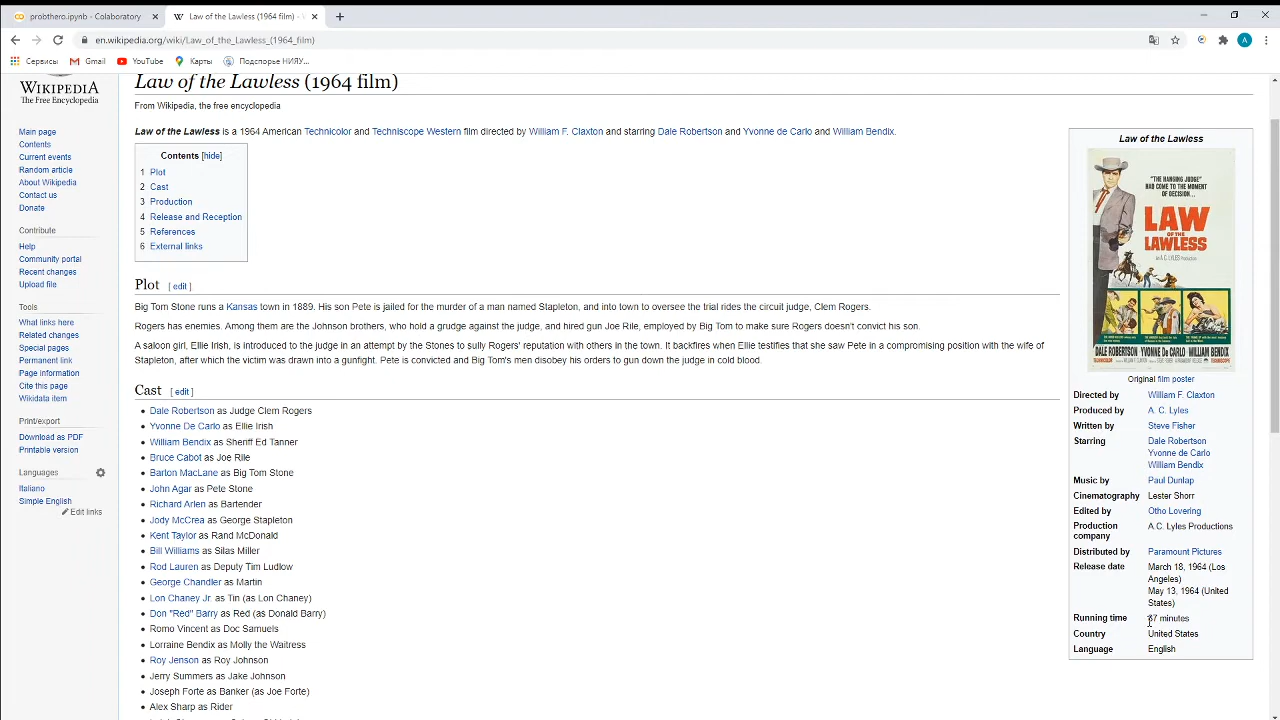 probthero.ipynb - Colaboratory
Law of the Lawless (1964 film) -
en.wikipedia.org/wiki/Law_of_the_Lawless_(1964_film)
A
Сервисы
Gmail
YouTube
Карты
Подспорье НИЯУ...
WIKIPEDIA
The Free Encyclopedia
Main page
Contents
Current events
Random article
About Wikipedia
Contact us
Donate
Contribute
Help
Community portal
Recent changes
Upload file
Tools
What links here
Related changes
Special pages
Permanent link
Page information
Cite this page
Wikidata item
Print/export
Download as PDF
Printable version
Languages
Italiano
Simple English
Edit links
Law of the Lawless (1964 film)
From Wikipedia, the free encyclopedia
Law of the Lawless is a 1964 American Technicolor and Techniscope Western film directed by William F. Claxton and starring Dale Robertson and Yvonne de Carlo and William Bendix.
Contents [hide]
1 Plot
2 Cast
3 Production
4 Release and Reception
5 References
6 External links
Plot [ edit ]
Big Tom Stone runs a Kansas town in 1889. His son Pete is jailed for the murder of a man named Stapleton, and into town to oversee the trial rides the circuit judge, Clem Rogers.
Rogers has enemies. Among them are the Johnson brothers, who hold a grudge against the judge, and hired gun Joe Rile, employed by Big Tom to make sure Rogers doesn't convict his son.
A saloon girl, Ellie Irish, is introduced to the judge in an attempt by the Stones to sully Rogers' reputation with others in the town. It backfires when Ellie testifies that she saw Pete in a compromising position with the wife of
Stapleton, after which the victim was drawn into a gunfight. Pete is convicted and Big Tom's men disobey his orders to gun down the judge in cold blood.
Cast [ edit ]
Dale Robertson as Judge Clem Rogers
Yvonne De Carlo as Ellie Irish
William Bendix as Sheriff Ed Tanner
Bruce Cabot as Joe Rile
Barton MacLane as Big Tom Stone
John Agar as Pete Stone
Richard Arlen as Bartender
Jody McCrea as George Stapleton
Kent Taylor as Rand McDonald
Bill Williams as Silas Miller
Rod Lauren as Deputy Tim Ludlow
George Chandler as Martin
Lon Chaney Jr. as Tin (as Lon Chaney)
Don "Red" Barry as Red (as Donald Barry)
Romo Vincent as Doc Samuels
Lorraine Bendix as Molly the Waitress
Roy Jenson as Roy Johnson
Jerry Summers as Jake Johnson
Joseph Forte as Banker (as Joe Forte)
Alex Sharp as Rider
Law of the Lawless
"THE HANGING JUDGE"
HAD COME TO THE MOMENT
OF DECISION...
LAW
OF THE
LAWLESS
AN A.C. LYLES Production
DALE ROBERTSON YVONNE DE CARLO WILLIAM BENDIX
TECHNICOLOR
TECHNISCOPE
Original film poster
Directed by William F. Claxton
Produced by A. C. Lyles
Written by Steve Fisher
Starring Dale Robertson
Yvonne de Carlo
William Bendix
Music by Paul Dunlap
Cinematography Lester Shorr
Edited by Otho Lovering
Production company A.C. Lyles Productions
Distributed by Paramount Pictures
Release date March 18, 1964 (Los
Angeles)
May 13, 1964 (United
States)
Running time 87 minutes
Country United States
Language English